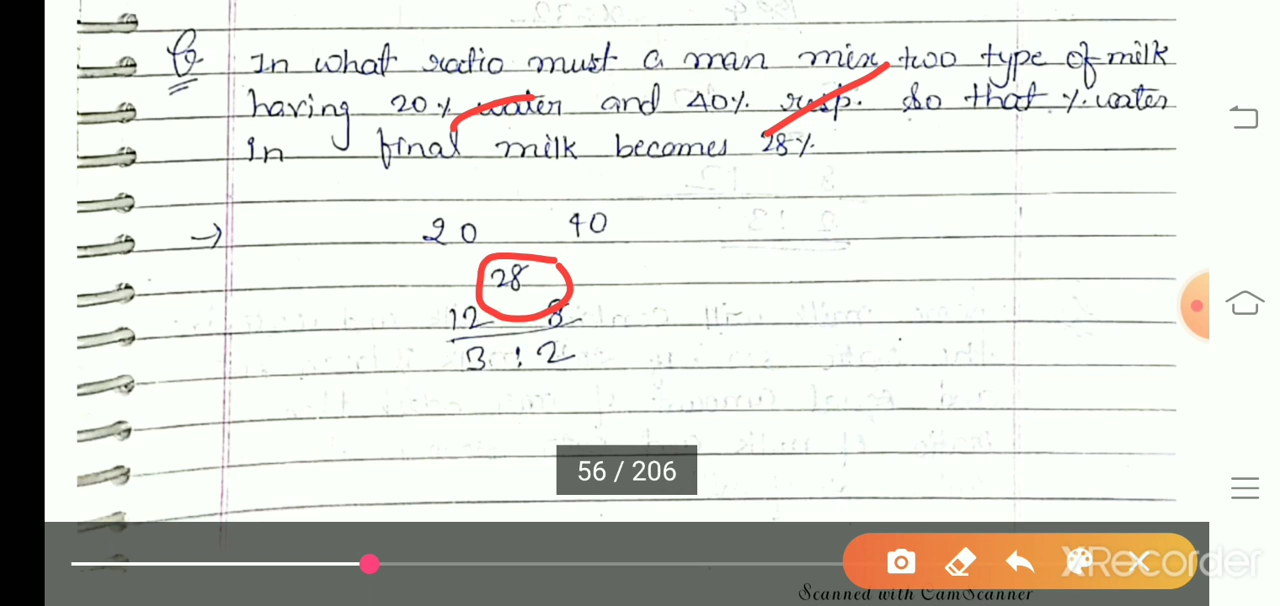 Q. In what ratio must a man mix two type of milk
having 20% water and 40% resp. so that % water
in final milk becomes 28%.
→ 20 40
28
12 8
3 : 2
56 / 206
XRecorder
Scanned with CamScanner